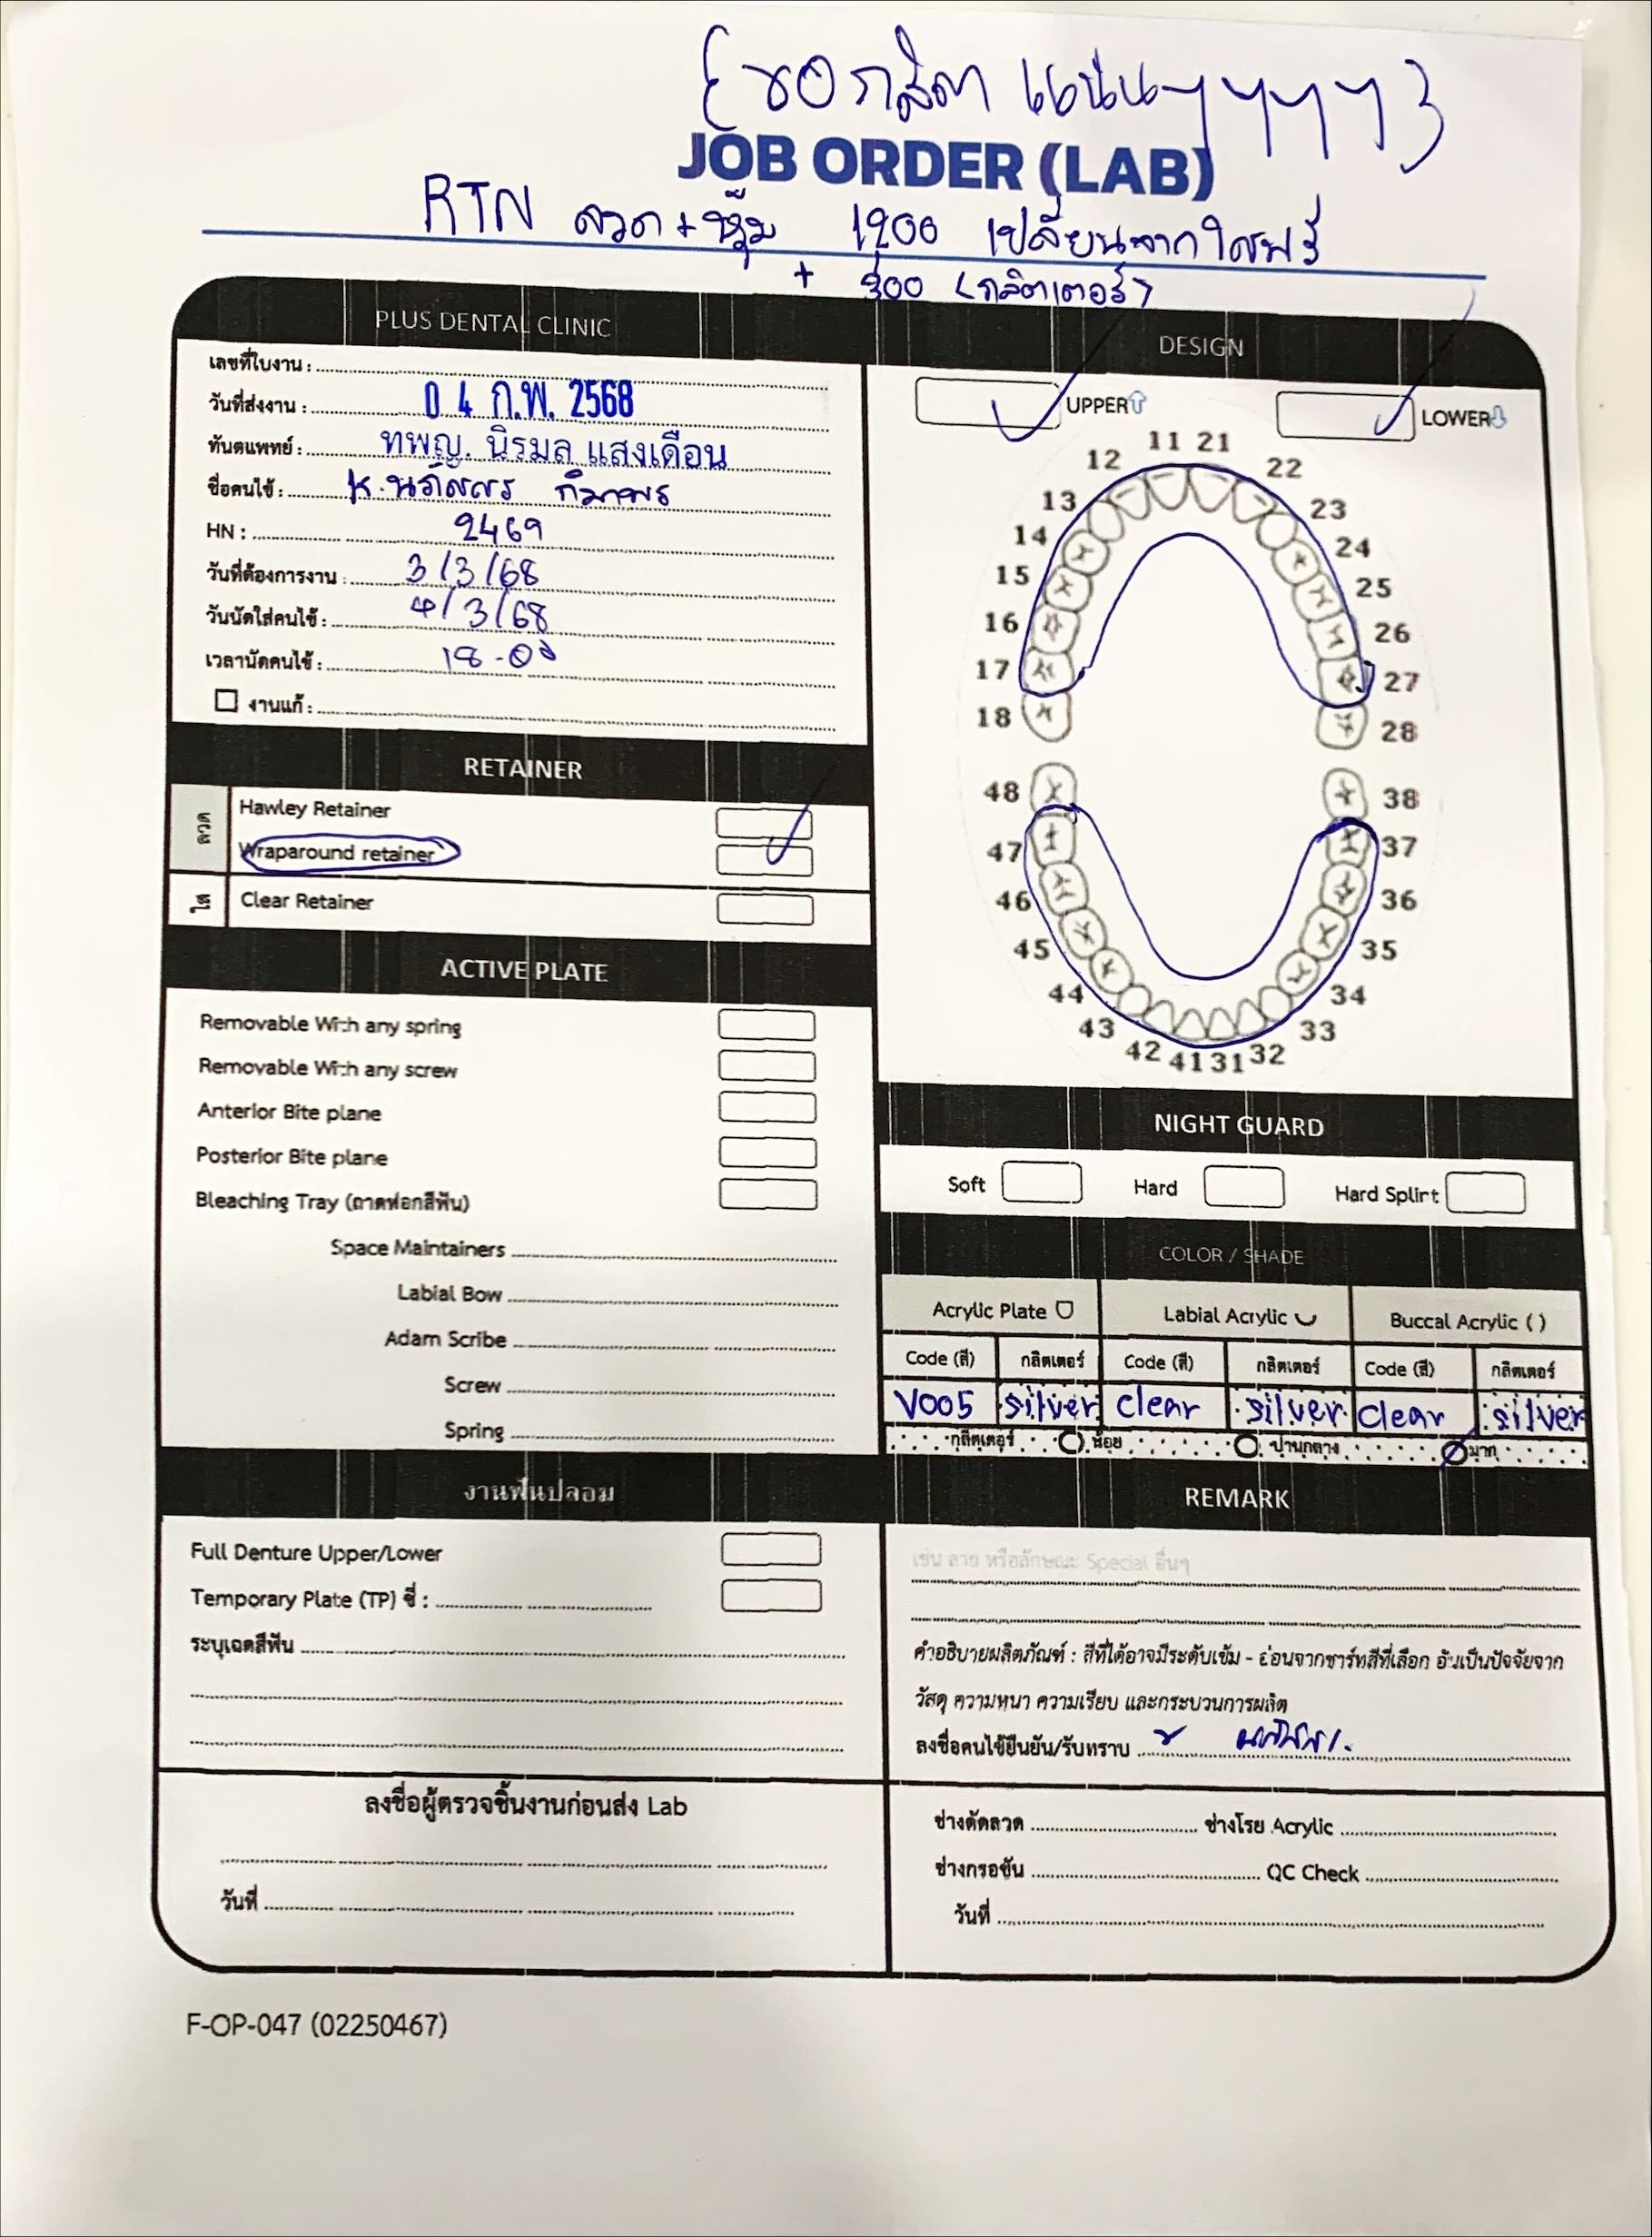 {ขอกลิตแน่นๆๆๆๆ}
JOB ORDER (LAB)
RTN ลวด+หุ้ม 1200 เปลี่ยนจากใสฟรี
+ 300 <กลิตเตอร์>
PLUS DENTAL CLINIC
DESIGN
เลขที่ใบงาน :
วันที่ส่งงาน : 04 ก.พ. 2568
ทันตแพทย์ : ทพญ. นิรมล แสงเดือน
ชื่อคนไข้ : K.
HN : 2469
วันที่ต้องการงาน : 3/3/68
วันนัดใส่คนไข้ : 4/3/68
เวลานัดคนไข้ : 18.00
งานแก้ :
UPPER
LOWER
11 21
12 22
13 23
14 24
15 25
16 26
17 27
18 28
48 38
47 37
46 36
45 35
44 34
43 33
42 41 31 32
RETAINER
ลวด
Hawley Retainer
Wraparound retainer
ใส
Clear Retainer
ACTIVE PLATE
Removable With any spring
Removable With any screw
Anterior Bite plane
Posterior Bite plane
Bleaching Tray (ถาดฟอกสีฟัน)
Space Maintainers
Labial Bow
Adam Scribe
Screw
Spring
NIGHT GUARD
Soft Hard Hard Splint
COLOR / SHADE
Acrylic Plate Labial Acrylic Buccal Acrylic ( )
Code (สี) กลิตเตอร์ Code (สี) กลิตเตอร์ Code (สี) กลิตเตอร์
V005 silver clear silver clear silver
กลิตเตอร์ น้อย ปานกลาง มาก
งานฟันปลอม
Full Denture Upper/Lower
Temporary Plate (TP) ซี่ :
ระบุเฉดสีฟัน
REMARK
เช่น ลาย หรือลักษณะ Special อื่นๆ
คำอธิบายผลิตภัณฑ์ : สีที่ได้อาจมีระดับเข้ม - อ่อนจากชาร์ทสีที่เลือก อันเป็นปัจจัยจาก
วัสดุ ความหนา ความเรียบ และกระบวนการผลิต
ลงชื่อคนไข้ยืนยัน/รับทราบ
ลงชื่อผู้ตรวจชิ้นงานก่อนส่ง Lab
วันที่
ช่างดัดลวด ช่างโรย Acrylic
ช่างกรอขัน QC Check
วันที่
F-OP-047 (02250467)